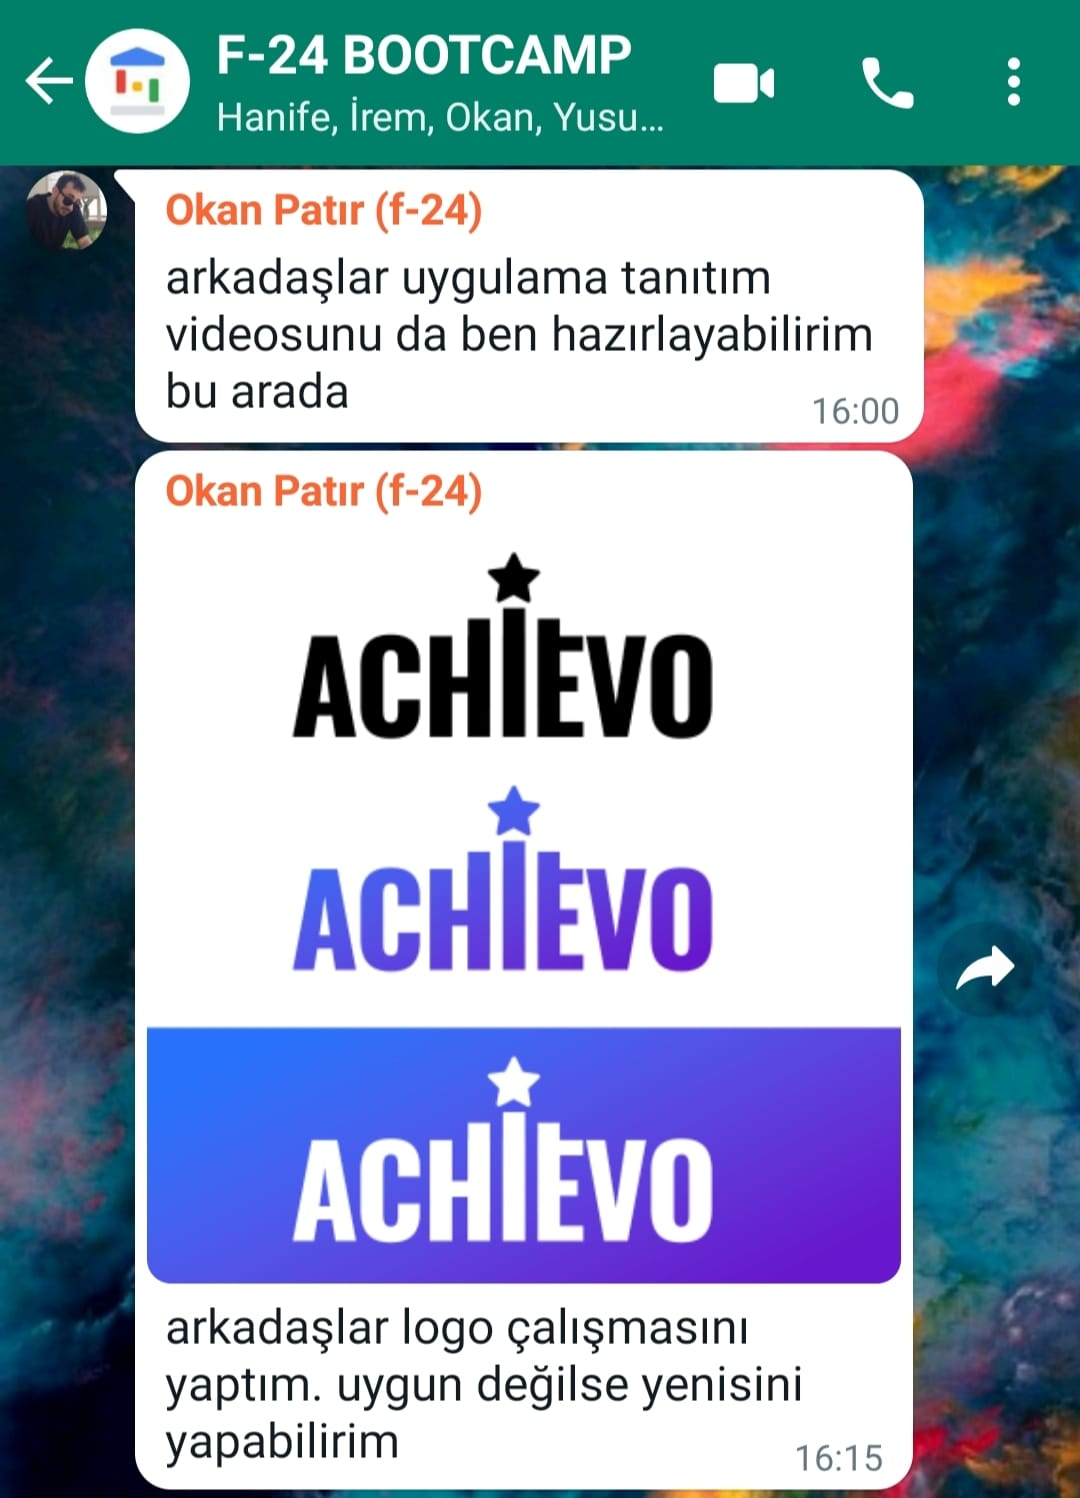 F-24 BOOTCAMP
Hanife, İrem, Okan, Yusu...
Okan Patır (f-24)
arkadaşlar uygulama tanıtım
videosunu da ben hazırlayabilirim
bu arada
16:00
Okan Patır (f-24)
ACHIEVO
ACHIEVO
ACHIEVO
arkadaşlar logo çalışmasını
yaptım. uygun değilse yenisini
yapabilirim
16:15